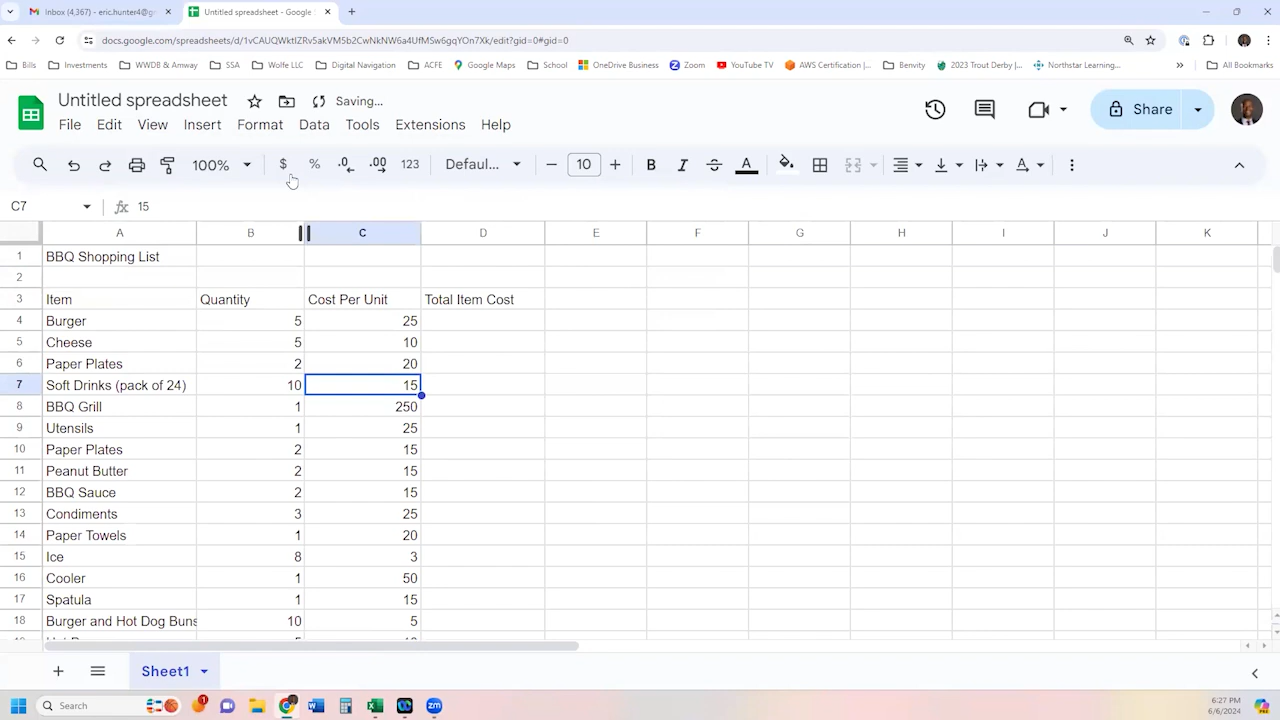 Inbox (4,367) - eric.hunter4@g
Untitled spreadsheet - Google
docs.google.com/spreadsheets/d/1vCAUQWktIZRv5akVM5b2CwNkNW6a4UfMSw6gqYOn7Xk/edit?gid=0#gid=0
Bills Investments WWDB & Amway SSA Wolfe LLC Digital Navigation ACFE Google Maps School OneDrive Business Zoom YouTube TV AWS Certification |... Benvity 2023 Trout Derby |... Northstar Learning... » All Bookmarks
Untitled spreadsheet Saving...
File Edit View Insert Format Data Tools Extensions Help
Share
100% $ % .0 .00 123 Defaul... 10 B I S A
C7 fx 15
A B C D E F G H I J K
1 BBQ Shopping List
2
3 Item Quantity Cost Per Unit Total Item Cost
4 Burger 5 25
5 Cheese 5 10
6 Paper Plates 2 20
7 Soft Drinks (pack of 24) 10 15
8 BBQ Grill 1 250
9 Utensils 1 25
10 Paper Plates 2 15
11 Peanut Butter 2 15
12 BBQ Sauce 2 15
13 Condiments 3 25
14 Paper Towels 1 20
15 Ice 8 3
16 Cooler 1 50
17 Spatula 1 15
18 Burger and Hot Dog Buns 10 5
Sheet1
Search
6:27 PM
6/6/2024